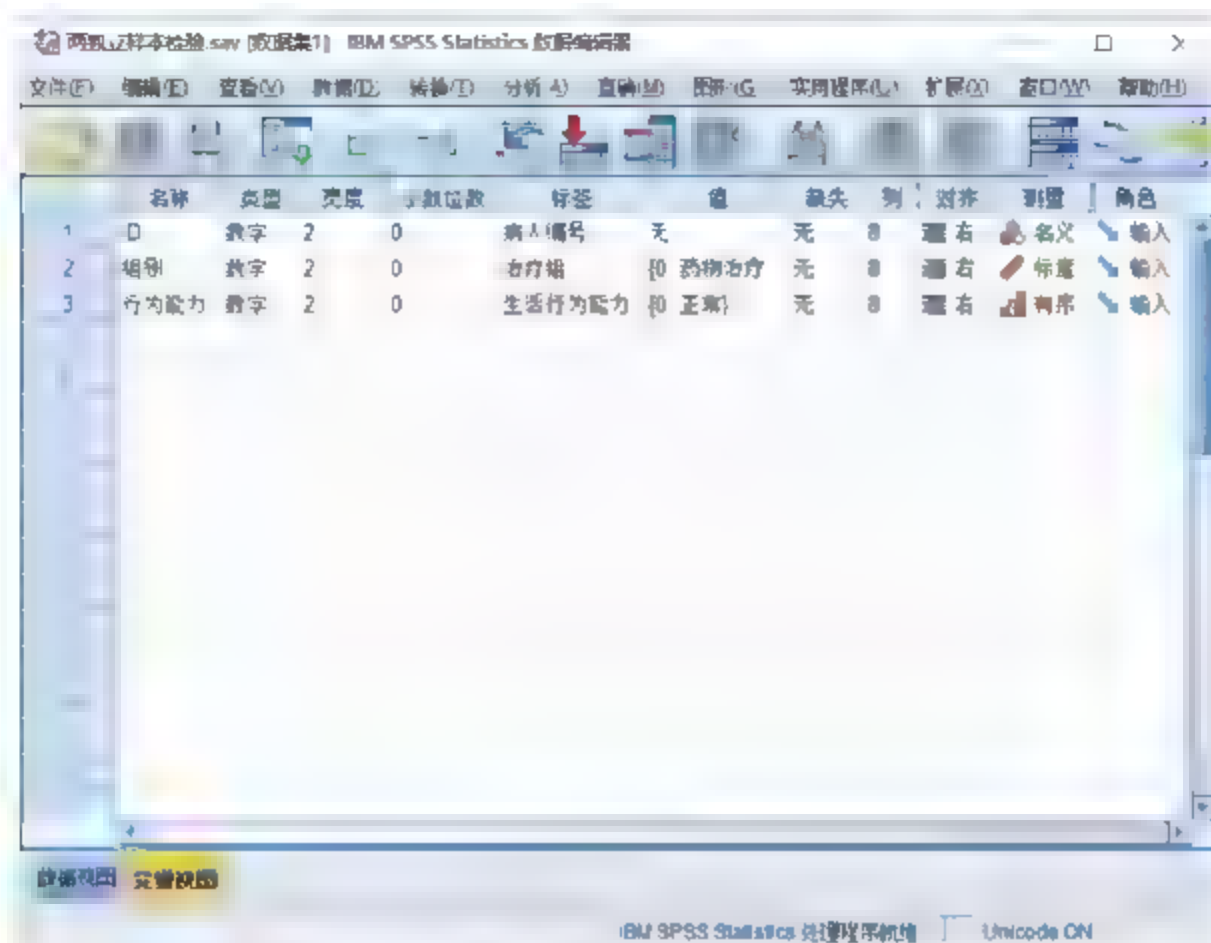 两独立样本检验.sav [数据集1] - IBM SPSS Statistics 数据编辑器
文件(F) 编辑(E) 查看(V) 数据(D) 转换(T) 分析(A) 直销(M) 图形(G) 实用程序(U) 扩展(X) 窗口(W) 帮助(H)
名称 类型 宽度 小数位数 标签 值 缺失 列 对齐 测量 角色
1 ID 数字 2 0 病人编号 无 无 8 右 名义 输入
2 组别 数字 2 0 治疗组 {0 药物治疗 无 8 右 标度 输入
3 行为能力 数字 2 0 生活行为能力 {0 正常} 无 8 右 有序 输入
数据视图 变量视图
IBM SPSS Statistics 处理程序就绪 Unicode ON